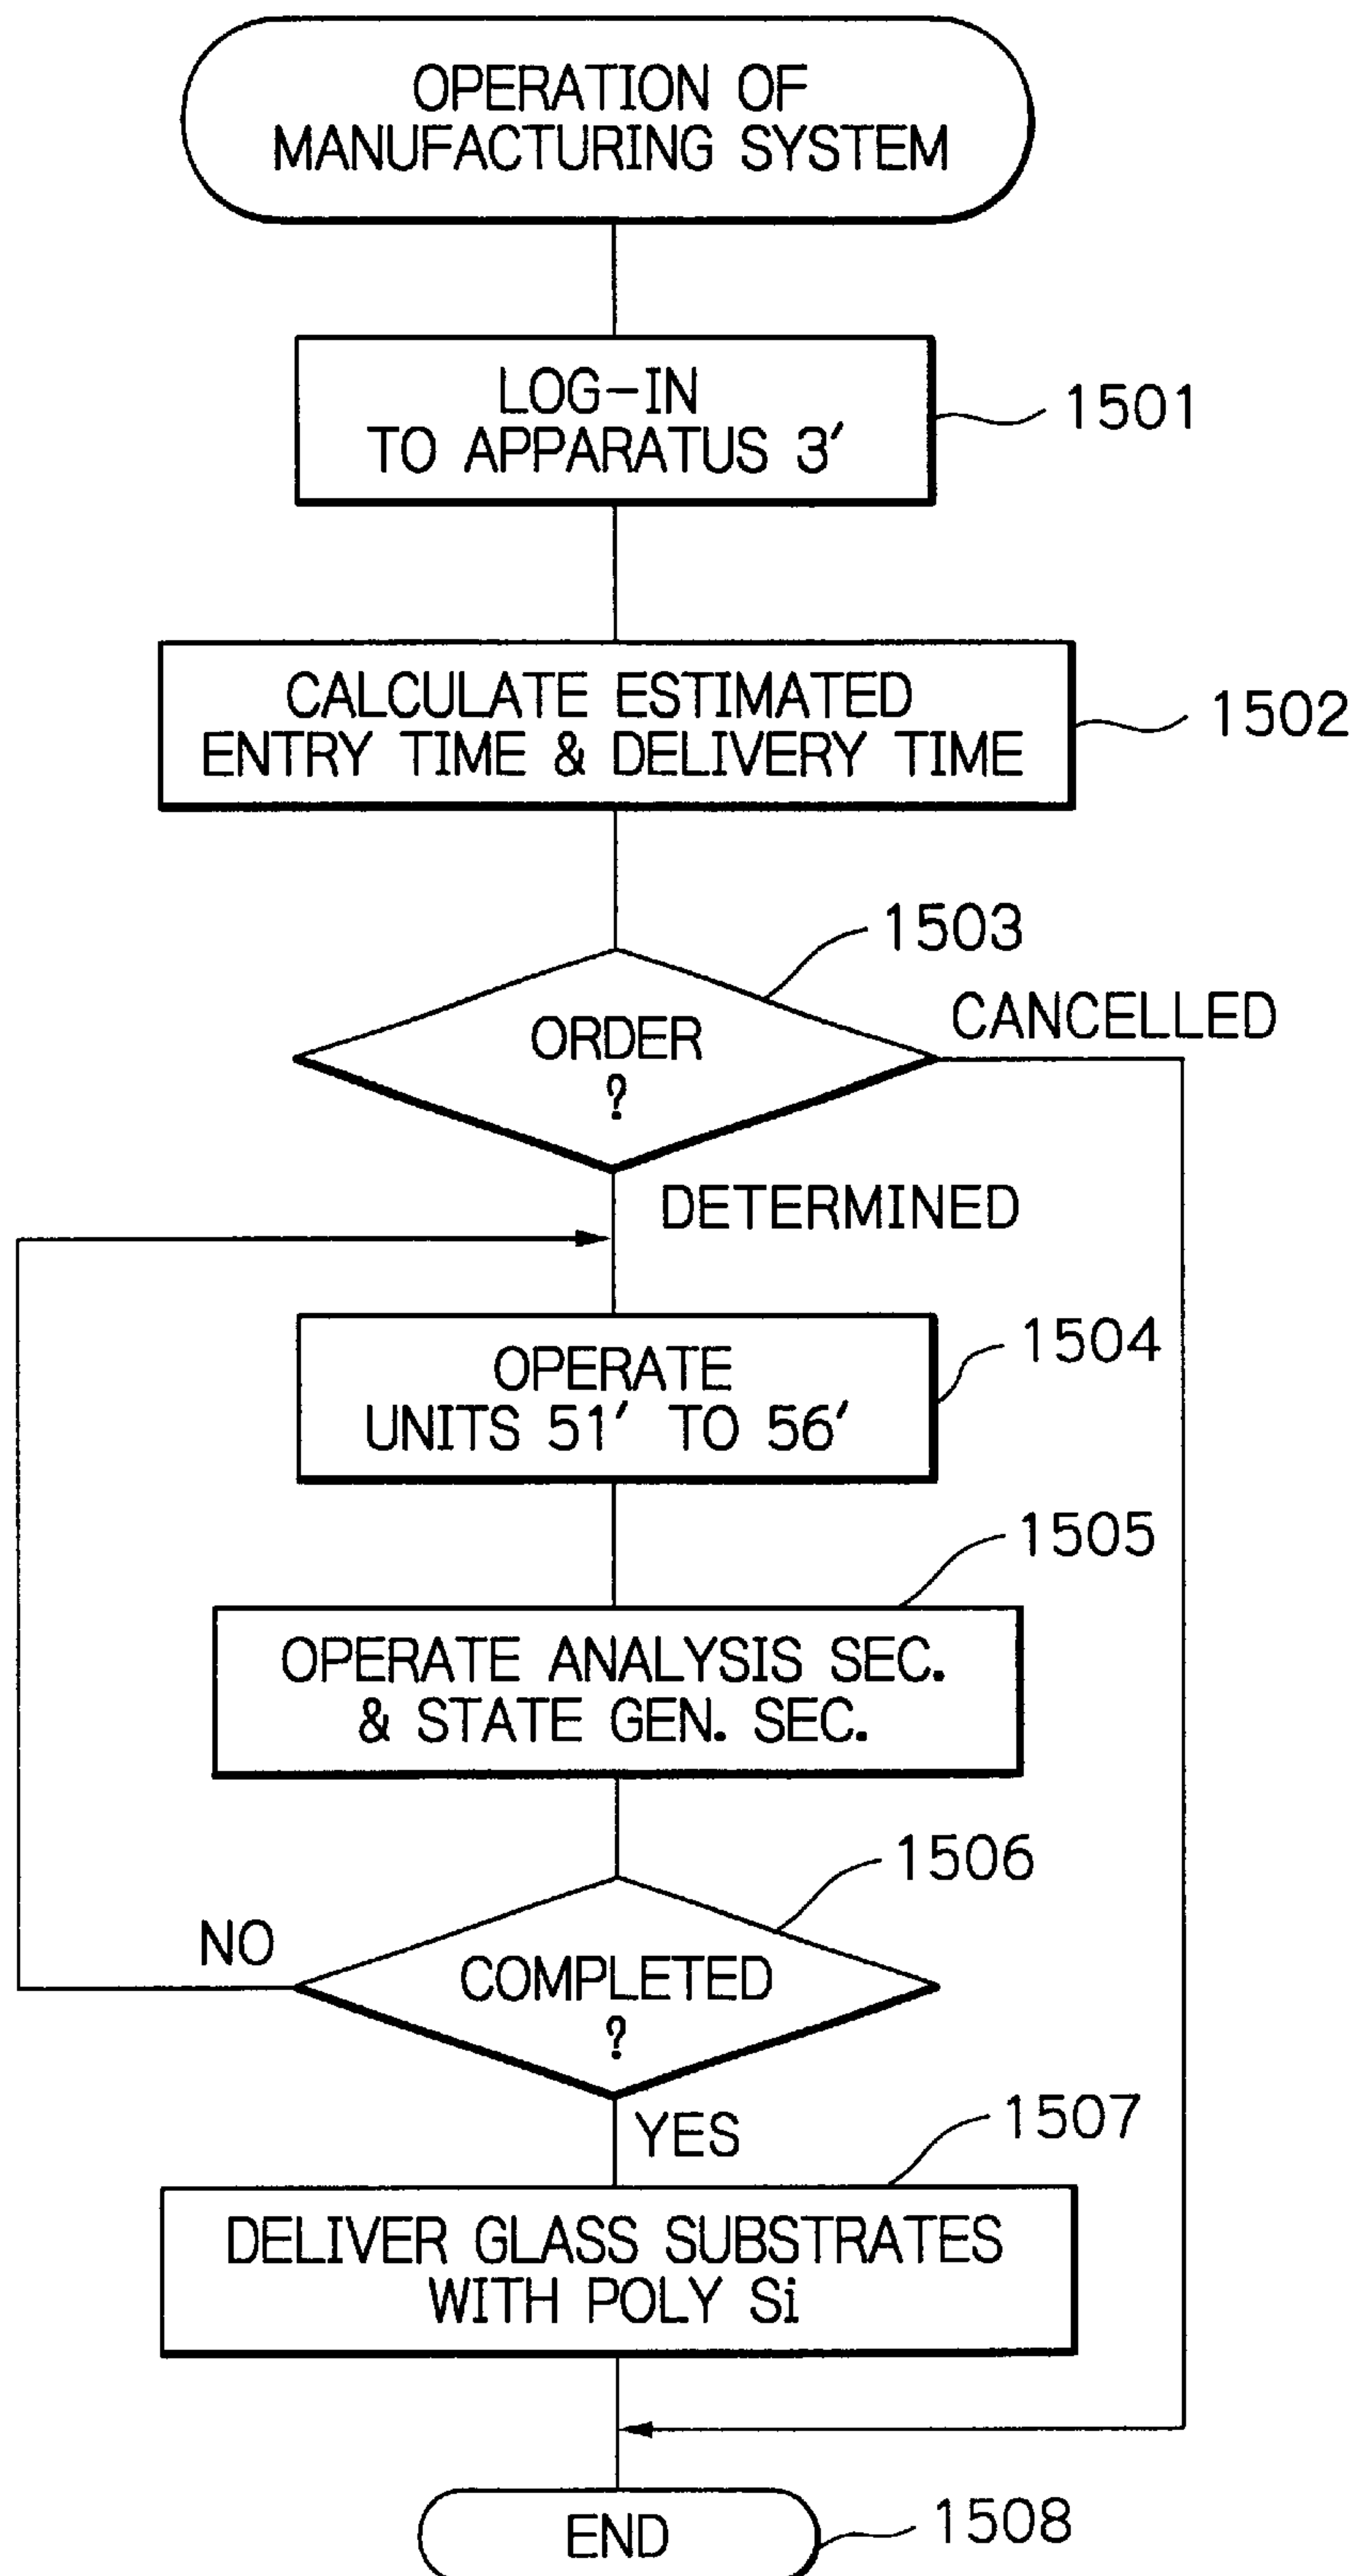 OPERATION OF
MANUFACTURING SYSTEM
LOG-IN
TO APPARATUS 3′
1501
CALCULATE ESTIMATED
ENTRY TIME & DELIVERY TIME
1502
1503
CANCELLED
ORDER
?
DETERMINED
OPERATE
UNITS 51′ TO 56′
1504
1505
OPERATE ANALYSIS SEC.
& STATE GEN. SEC.
1506
NO
COMPLETED
?
YES
1507
DELIVER GLASS SUBSTRATES
WITH POLY Si
END
1508